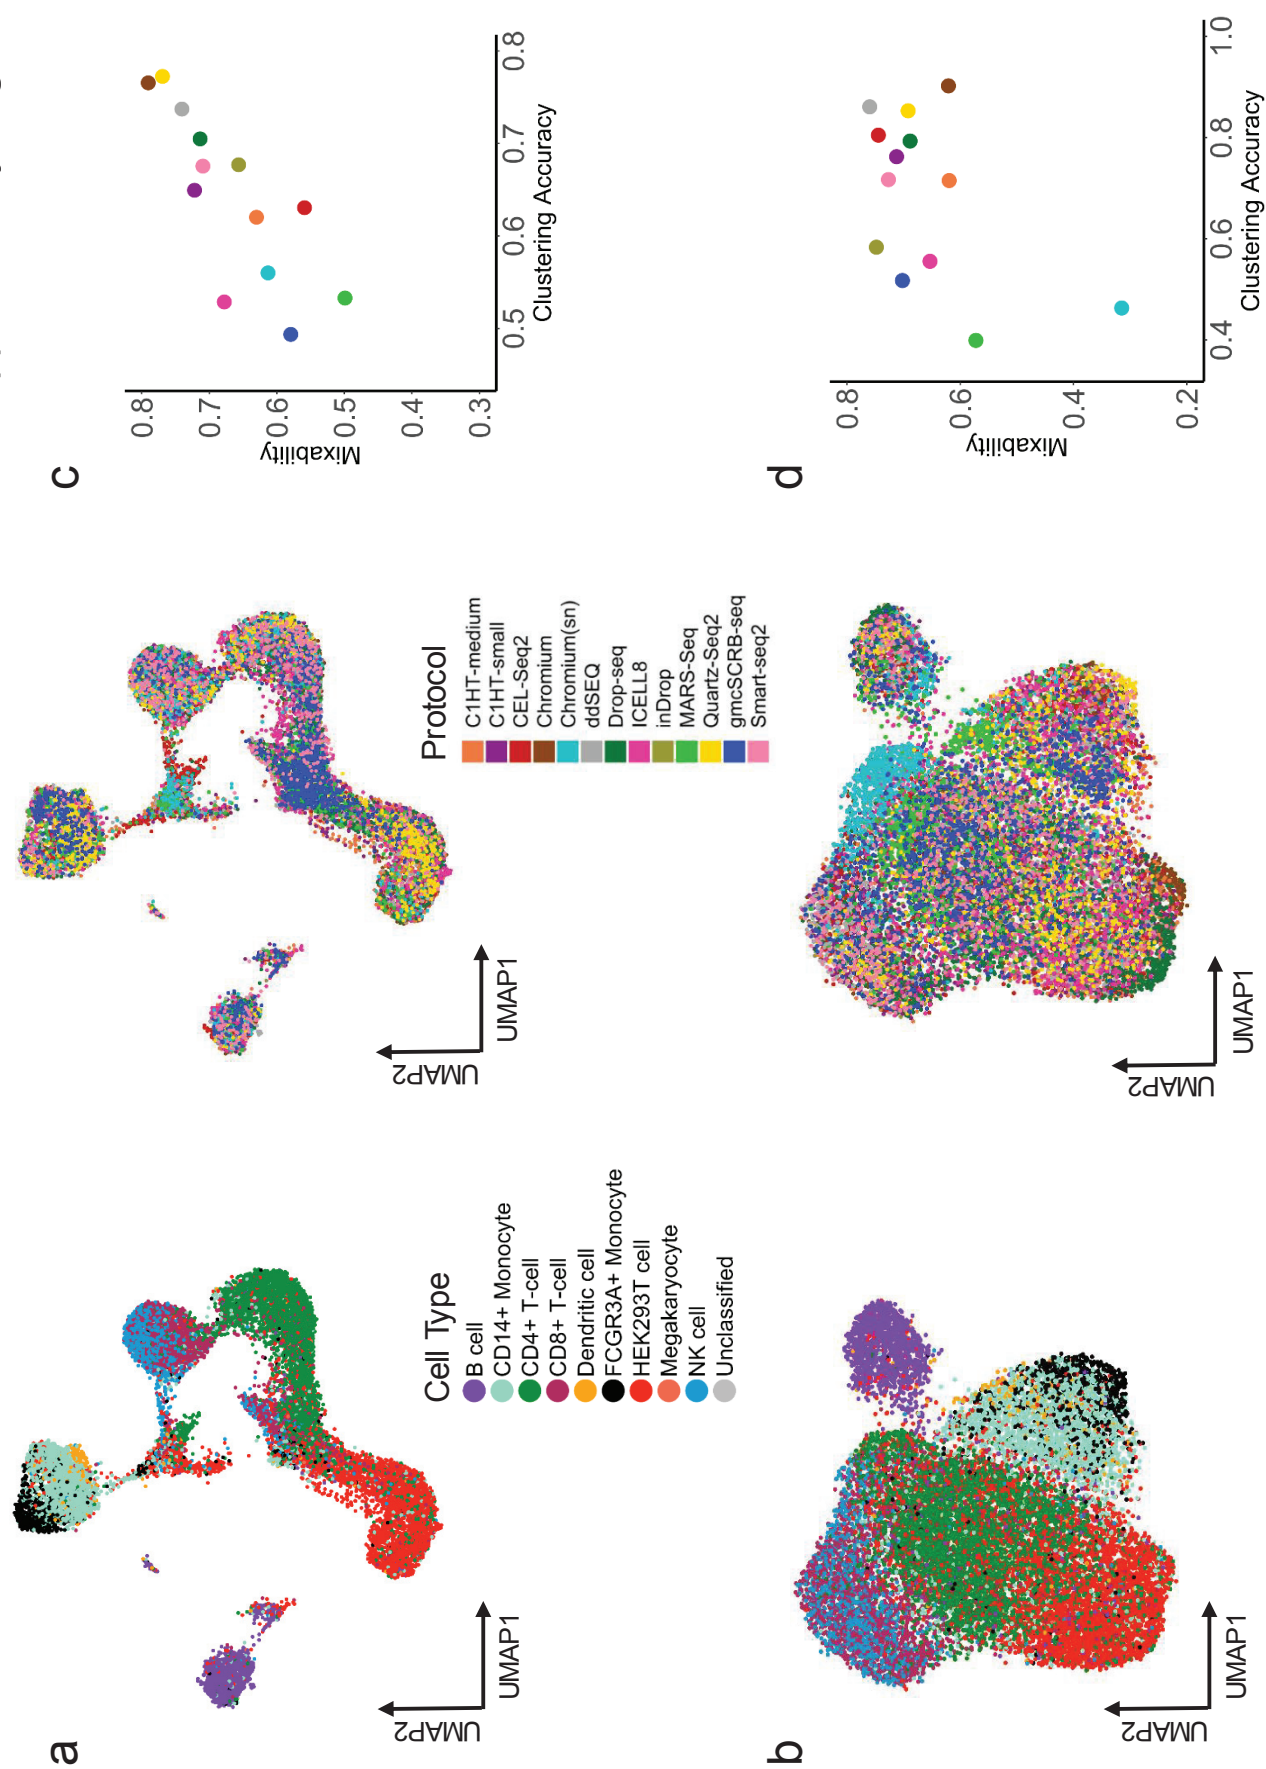 a
UMAP2
UMAP1
Cell Type
B cell
CD14+ Monocyte
CD4+ T-cell
CD8+ T-cell
Dendritic cell
FCGR3A+ Monocyte
HEK293T cell
Megakaryocyte
NK cell
Unclassified
UMAP2
UMAP1
Protocol
C1HT-medium
C1HT-small
CEL-Seq2
Chromium
Chromium(sn)
ddSEQ
Drop-seq
ICELL8
inDrop
MARS-Seq
Quartz-Seq2
gmcSCRB-seq
Smart-seq2
c
Mixability
0.8
0.7
0.6
0.5
0.4
0.3
0.5
0.6
0.7
0.8
Clustering Accuracy
b
UMAP2
UMAP1
UMAP2
UMAP1
d
Mixability
0.8
0.6
0.4
0.2
0.4
0.6
0.8
1.0
Clustering Accuracy